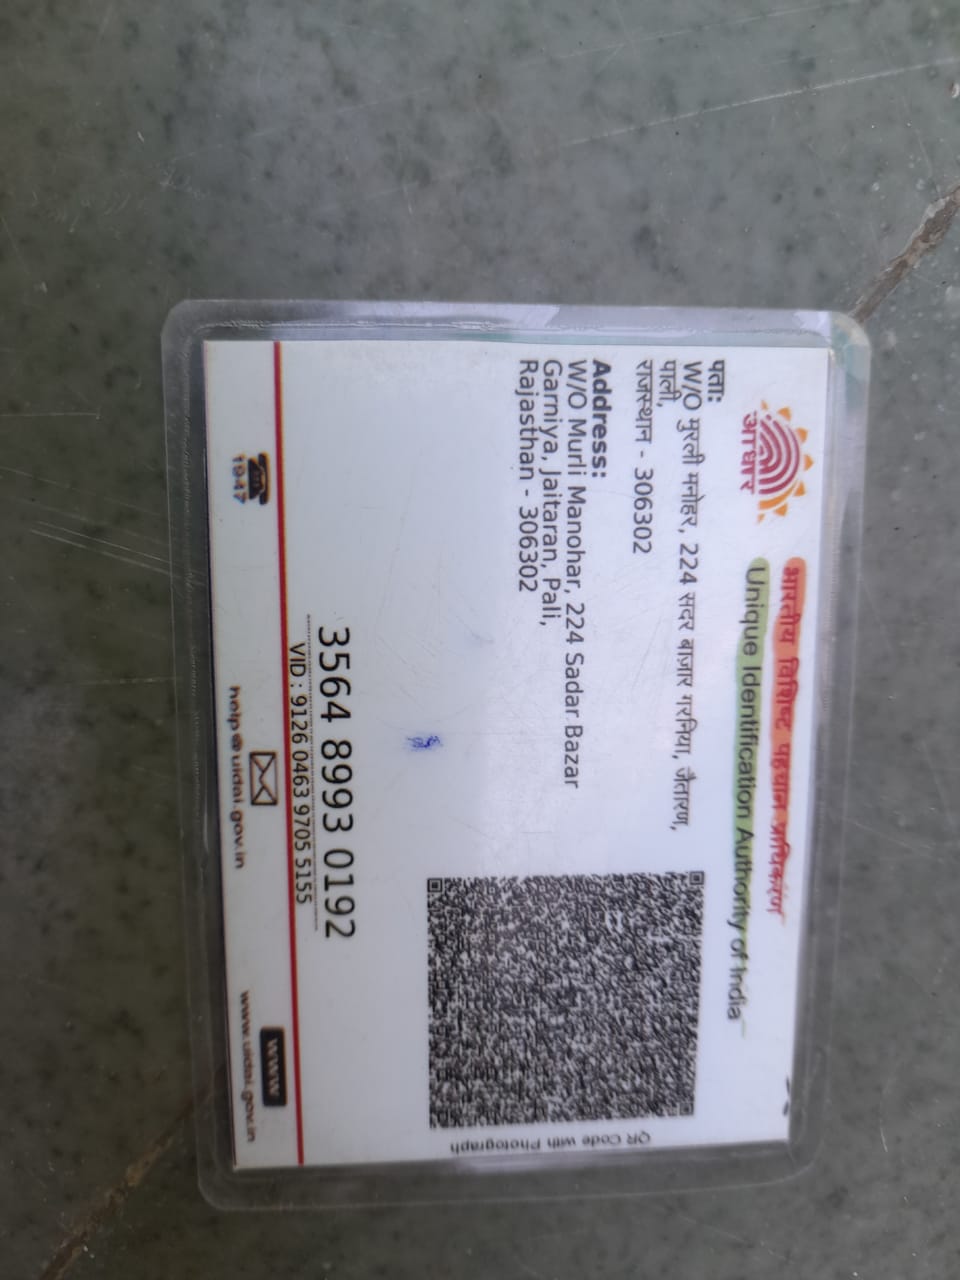 आधार
भारतीय विशिष्ट पहचान प्राधिकरण
Unique Identification Authority of India
पता:
W/O मुरली मनोहर, 224 सदर बाज़ार गरनिया, जैतारण,
पाली,
राजस्थान - 306302
Address:
W/O Murli Manohar, 224 Sadar Bazar
Garniya, Jaitaran, Pali,
Rajasthan - 306302
QR Code with Photograph
3564 8993 0192
VID : 9126 0463 9705 5155
1947
help@uidai.gov.in
www
www.uidai.gov.in